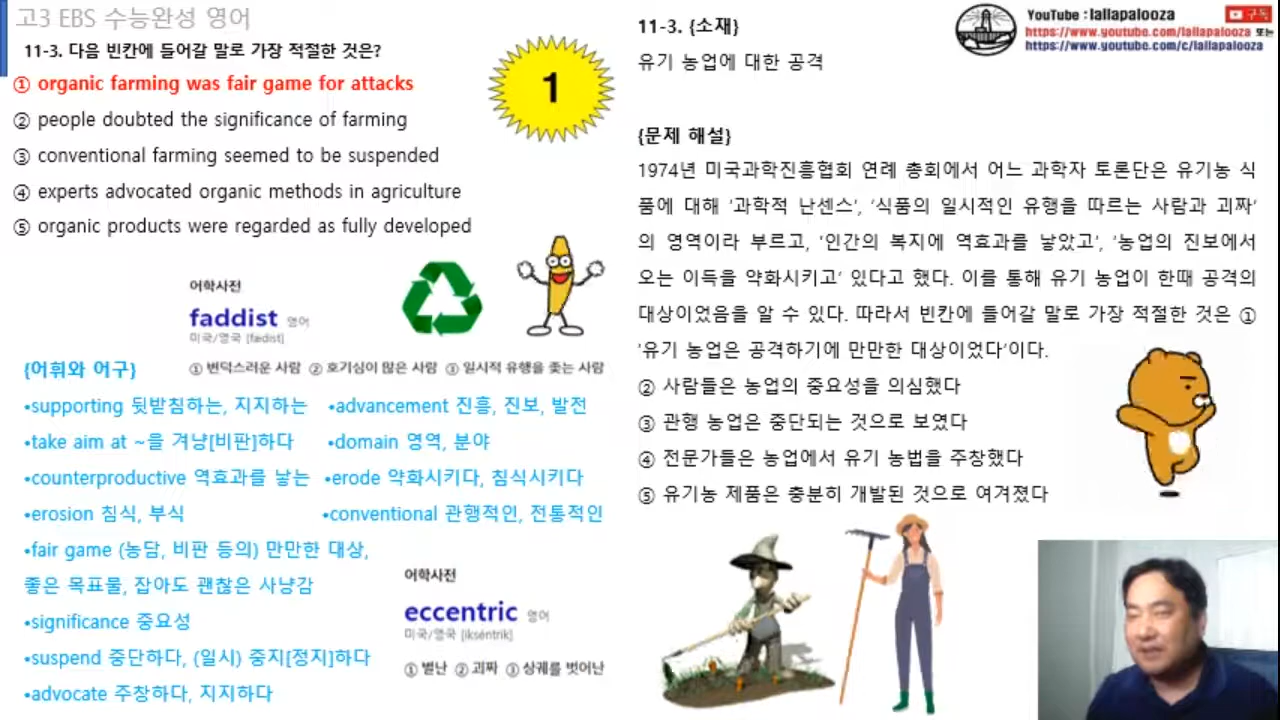 고3 EBS 수능완성 영어
11-3. 다음 빈칸에 들어갈 말로 가장 적절한 것은?
① organic farming was fair game for attacks
② people doubted the significance of farming
③ conventional farming seemed to be suspended
④ experts advocated organic methods in agriculture
⑤ organic products were regarded as fully developed
1
어학사전
faddist 영어
미국/영국 [fædist]
① 변덕스러운 사람 ② 호기심이 많은 사람 ③ 일시적 유행을 좇는 사람
{어휘와 어구}
•supporting 뒷받침하는, 지지하는 •advancement 진흥, 진보, 발전
•take aim at ~을 겨냥[비판]하다 •domain 영역, 분야
•counterproductive 역효과를 낳는 •erode 약화시키다, 침식시키다
•erosion 침식, 부식 •conventional 관행적인, 전통적인
•fair game (농담, 비판 등의) 만만한 대상,
좋은 목표물, 잡아도 괜찮은 사냥감
•significance 중요성
•suspend 중단하다, (일시) 중지[정지]하다
•advocate 주창하다, 지지하다
어학사전
eccentric 영어
미국/영국 [ikséntrik]
① 별난 ② 괴짜 ③ 상궤를 벗어난
11-3. {소재}
유기 농업에 대한 공격
{문제 해설}
1974년 미국과학진흥협회 연례 총회에서 어느 과학자 토론단은 유기농 식
품에 대해 ‘과학적 난센스’, ‘식품의 일시적인 유행을 따르는 사람과 괴짜’
의 영역이라 부르고, ‘인간의 복지에 역효과를 낳았고’, ‘농업의 진보에서
오는 이득을 약화시키고’ 있다고 했다. 이를 통해 유기 농업이 한때 공격의
대상이었음을 알 수 있다. 따라서 빈칸에 들어갈 말로 가장 적절한 것은 ①
‘유기 농업은 공격하기에 만만한 대상이었다’이다.
② 사람들은 농업의 중요성을 의심했다
③ 관행 농업은 중단되는 것으로 보였다
④ 전문가들은 농업에서 유기 농법을 주창했다
⑤ 유기농 제품은 충분히 개발된 것으로 여겨졌다
YouTube : lallapalooza 구독
https://www.youtube.com/lallapalooza 또는
https://www.youtube.com/c/lallapalooza